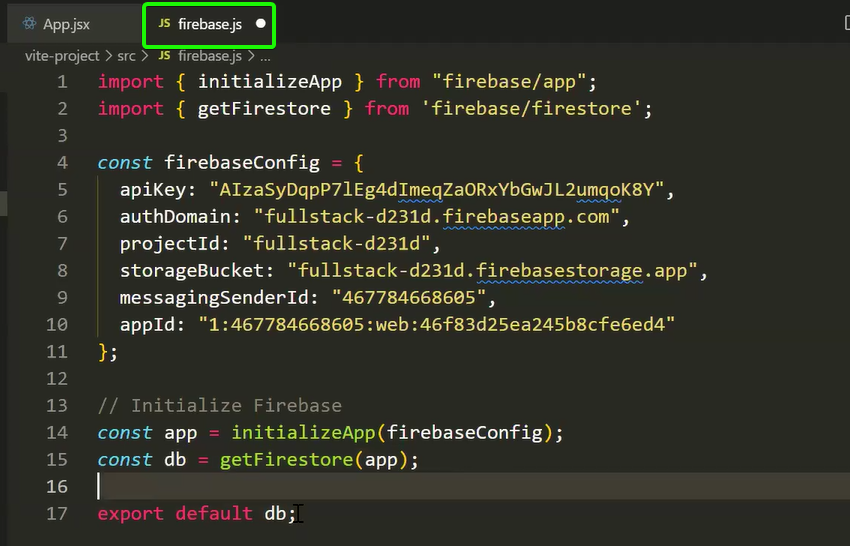 App.jsx
JS firebase.js
vite-project > src > JS firebase.js > ...
1 import { initializeApp } from "firebase/app";
2 import { getFirestore } from 'firebase/firestore';
3
4 const firebaseConfig = {
5 apiKey: "AIzaSyDqpP7lEg4dImeqZaORxYbGwJL2umqoK8Y",
6 authDomain: "fullstack-d231d.firebaseapp.com",
7 projectId: "fullstack-d231d",
8 storageBucket: "fullstack-d231d.firebasestorage.app",
9 messagingSenderId: "467784668605",
10 appId: "1:467784668605:web:46f83d25ea245b8cfe6ed4"
11 };
12
13 // Initialize Firebase
14 const app = initializeApp(firebaseConfig);
15 const db = getFirestore(app);
16
17 export default db;